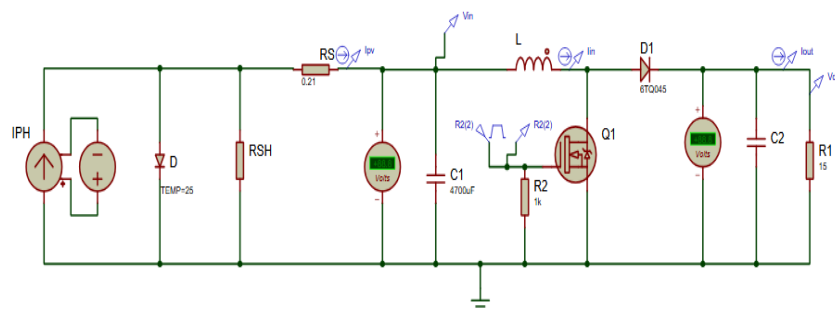 Vin
RS
Ipv
0.21
L
Iin
D1
6TQ045
Iout
IPH
D
TEMP=25
RSH
Volts
C1
4700uF
R2(2)
R2(2)
Q1
R2
1k
Volts
C2
R1
15